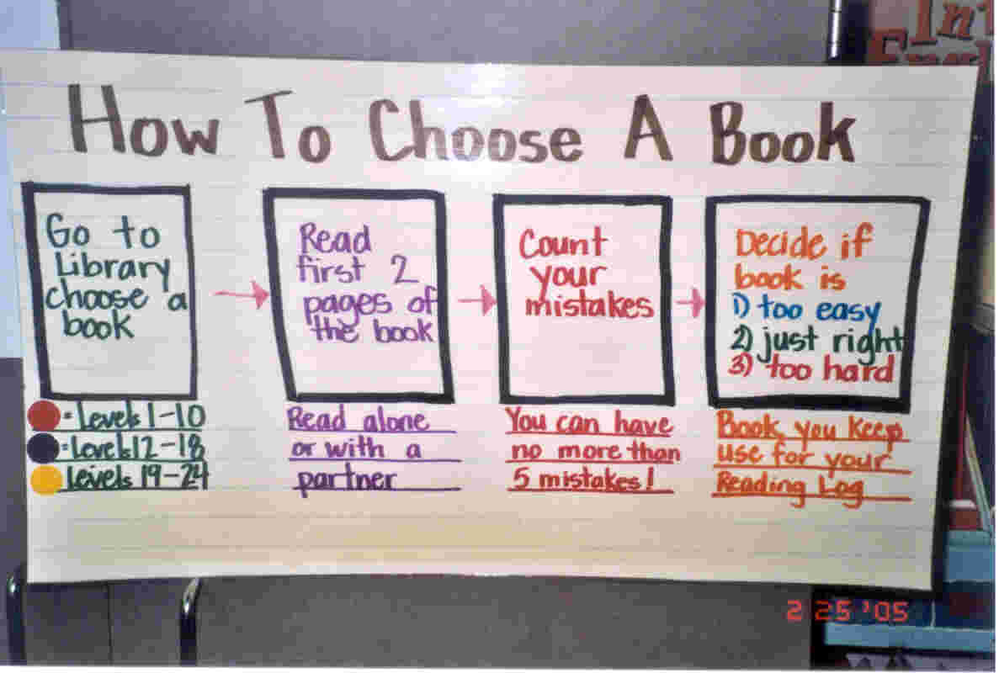 How To Choose A Book
Go to
Library
choose a
book
Read
first 2
pages of
the book
Count
your
mistakes
Decide if
book is
1) too easy
2) just right
3) too hard
= Levels 1-10
= Levels 12-18
Levels 19-24
Read alone
or with a
partner
You can have
no more than
5 mistakes!
Book you keep
use for your
Reading Log
2 25 '05